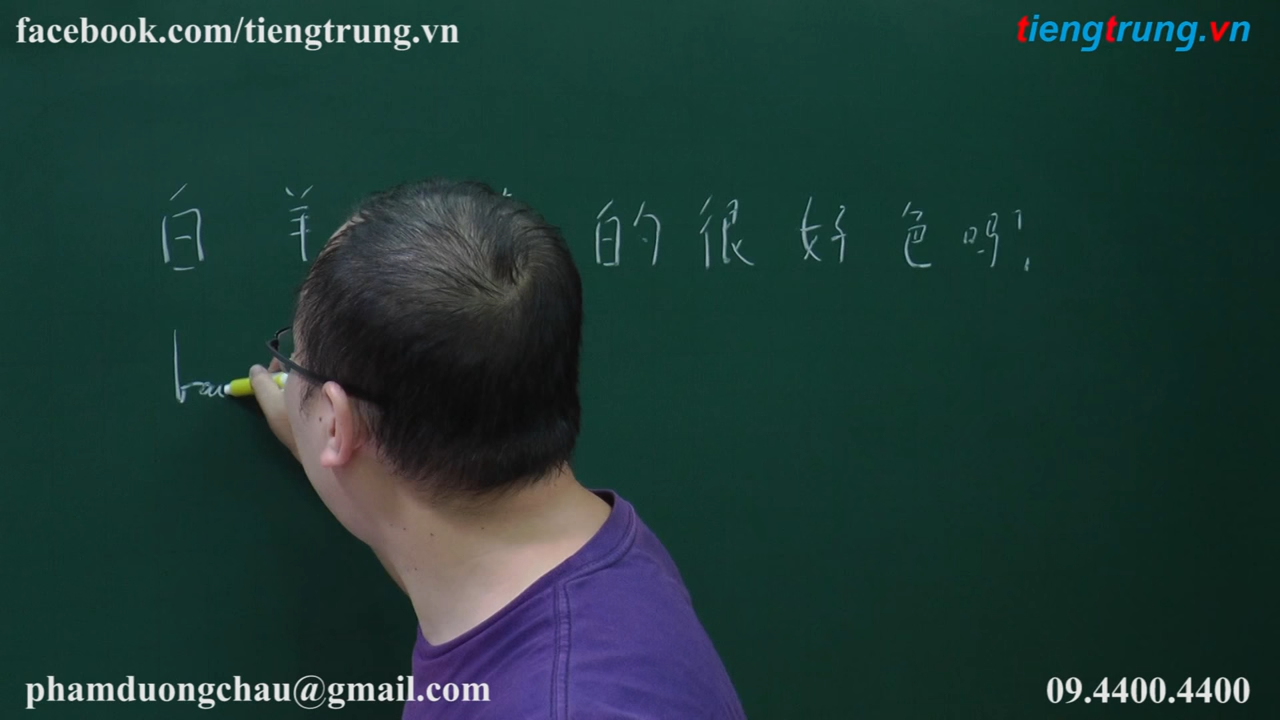 facebook.com/tiengtrung.vn
tiengtrung.vn
白 羊 的 很 好 色 吗?
phamduongchau@gmail.com
09.4400.4400